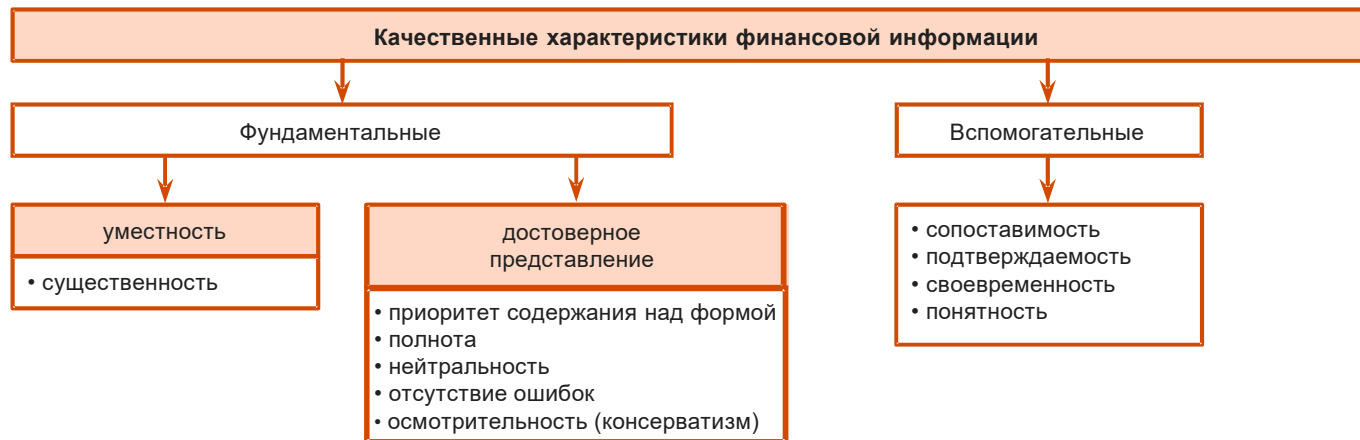 Качественные характеристики финансовой информации
Фундаментальные
Вспомогательные
уместность
• существенность
достоверное
представление
• приоритет содержания над формой
• полнота
• нейтральность
• отсутствие ошибок
• осмотрительность (консерватизм)
• сопоставимость
• подтверждаемость
• своевременность
• понятность